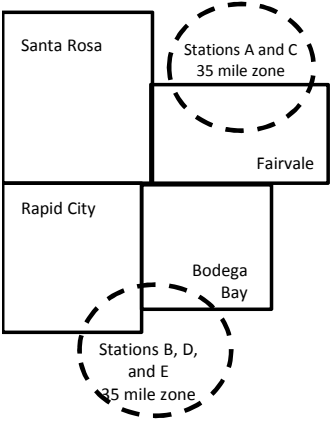 Santa Rosa
Stations A and C
35 mile zone
Fairvale
Rapid City
Bodega
Bay
Stations B, D,
and E
35 mile zone